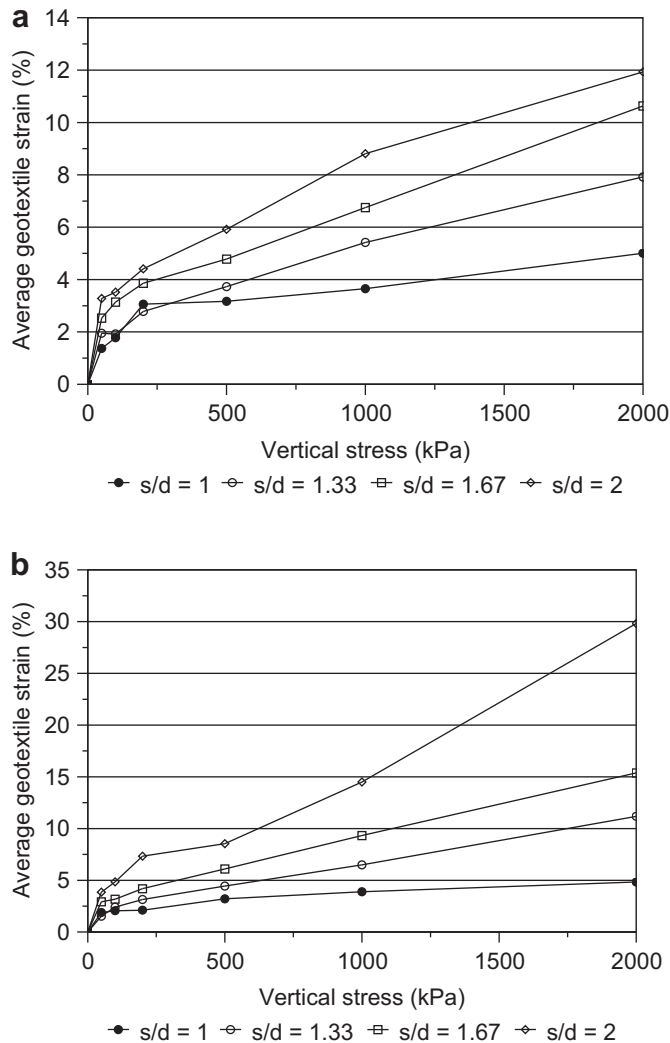 a
14
12
10
8
6
4
2
0
Average geotextile strain (%)
0 500 1000 1500 2000
Vertical stress (kPa)
s/d = 1 s/d = 1.33 s/d = 1.67 s/d = 2
b
35
30
25
20
15
10
5
0
Average geotextile strain (%)
0 500 1000 1500 2000
Vertical stress (kPa)
s/d = 1 s/d = 1.33 s/d = 1.67 s/d = 2